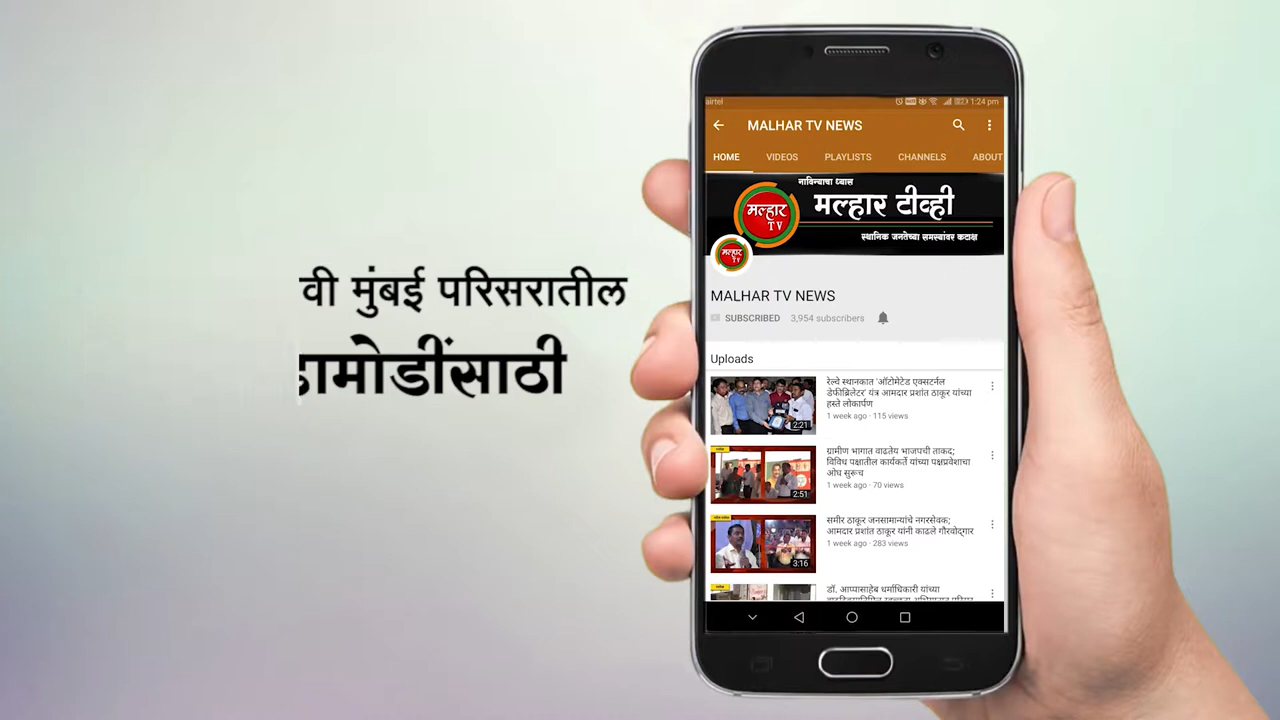 वी मुंबई परिसरातील
ामोडींसाठी
airtel
1:24 pm
MALHAR TV NEWS
HOME VIDEOS PLAYLISTS CHANNELS ABOUT
नाविन्याचा ध्यास
मल्हार टीव्ही
मल्हार
TV
स्थानिक जनतेच्या समस्यांवर कटाक्ष
मल्हार
TV
MALHAR TV NEWS
SUBSCRIBED 3,954 subscribers
Uploads
रेल्वे स्थानकात 'ऑटोमेटेड एक्सटर्नल
डेफीब्रिलेटर' यंत्र आमदार प्रशांत ठाकूर यांच्या
हस्ते लोकार्पण
1 week ago · 115 views
2:21
ग्रामीण भागात वाढतेय भाजपची ताकद;
विविध पक्षातील कार्यकर्ते यांच्या पक्षप्रवेशाचा
ओघ सुरूच
1 week ago · 70 views
2:51
समीर ठाकूर जनसामान्यांचे नगरसेवक;
आमदार प्रशांत ठाकूर यांनी काढले गौरवोद्गार
1 week ago · 283 views
3:16
डॉ. आप्पासाहेब धर्माधिकारी यांच्या